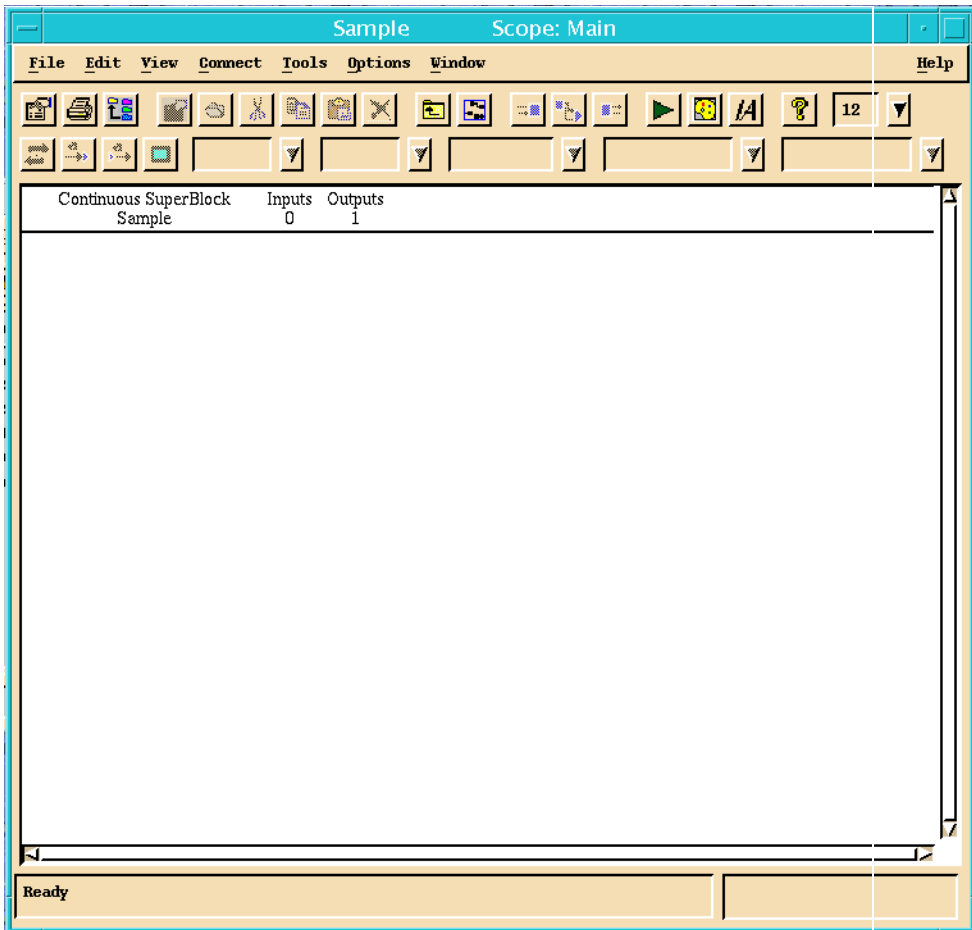 Sample Scope: Main
File Edit View Connect Tools Options Window Help
12
Continuous SuperBlock Inputs Outputs
Sample 0 1
Ready